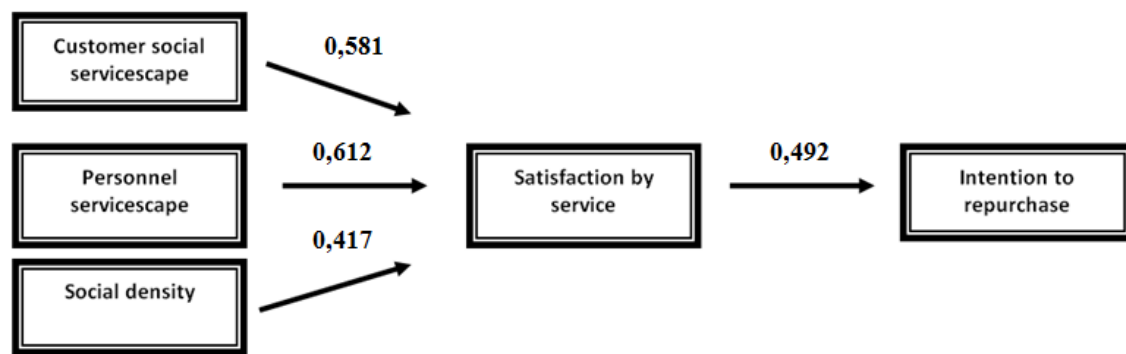 Customer social
servicescape
0,581
Personnel
servicescape
0,612
Social density
0,417
Satisfaction by
service
0,492
Intention to
repurchase